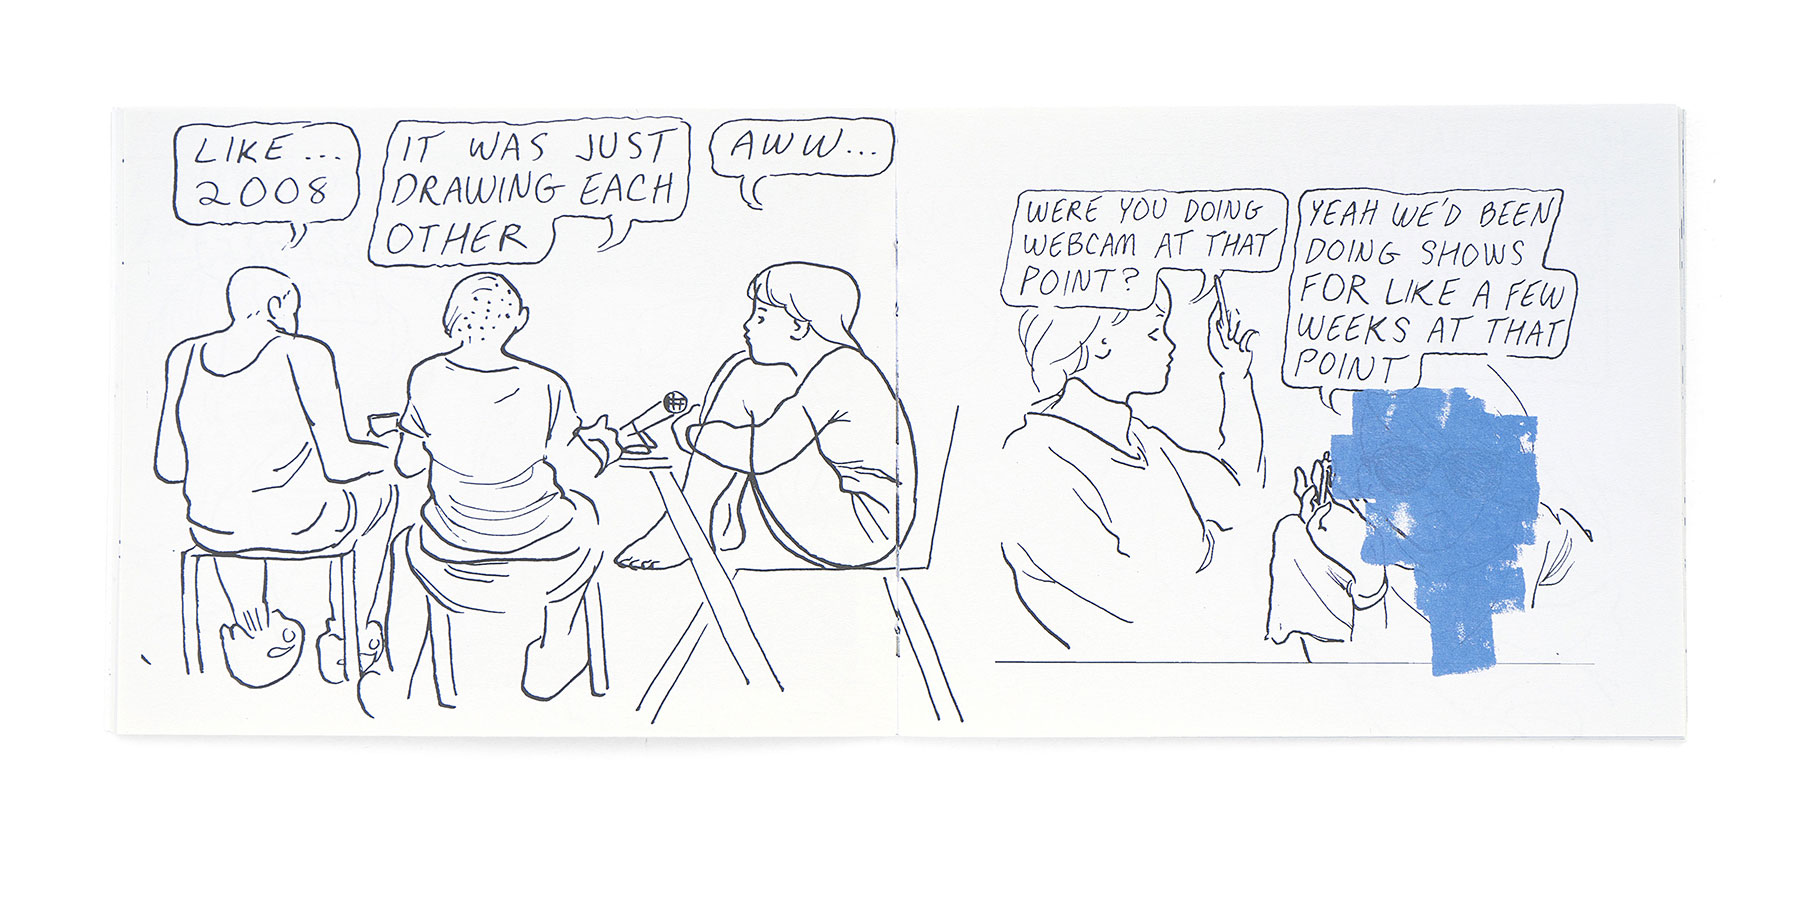 LIKE...
2008
IT WAS JUST
DRAWING EACH
OTHER
AWW...
WERE YOU DOING
WEBCAM AT THAT
POINT?
YEAH WE'D BEEN
DOING SHOWS
FOR LIKE A FEW
WEEKS AT THAT
POINT